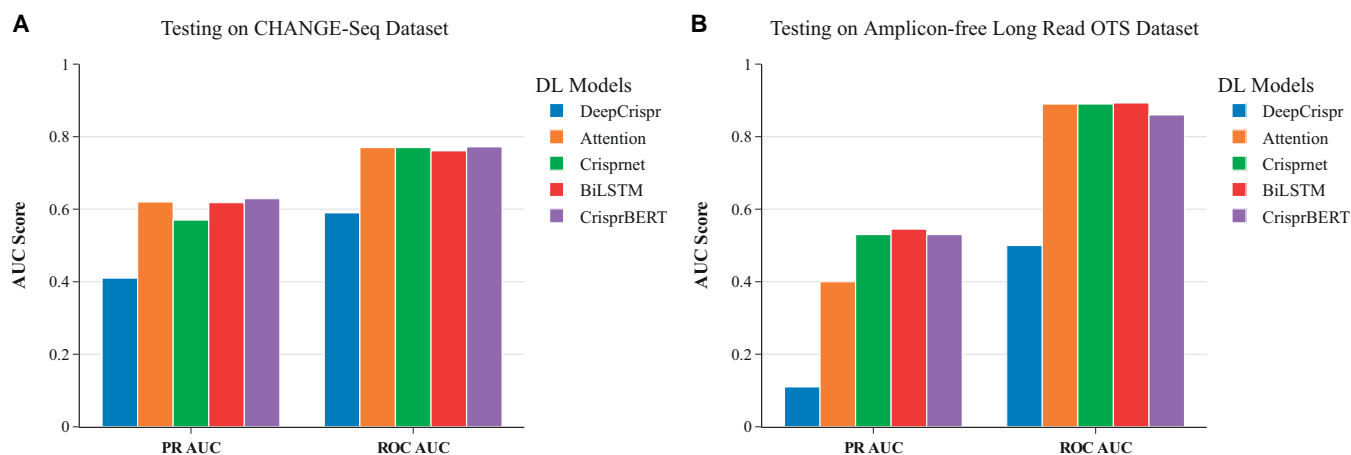 A
Testing on CHANGE-Seq Dataset
1
0.8
0.6
0.4
0.2
0
AUC Score
PR AUC
ROC AUC
DL Models
DeepCrispr
Attention
Crisprnet
BiLSTM
CrisprBERT
B
Testing on Amplicon-free Long Read OTS Dataset
1
0.8
0.6
0.4
0.2
0
AUC Score
PR AUC
ROC AUC
DL Models
DeepCrispr
Attention
Crisprnet
BiLSTM
CrisprBERT